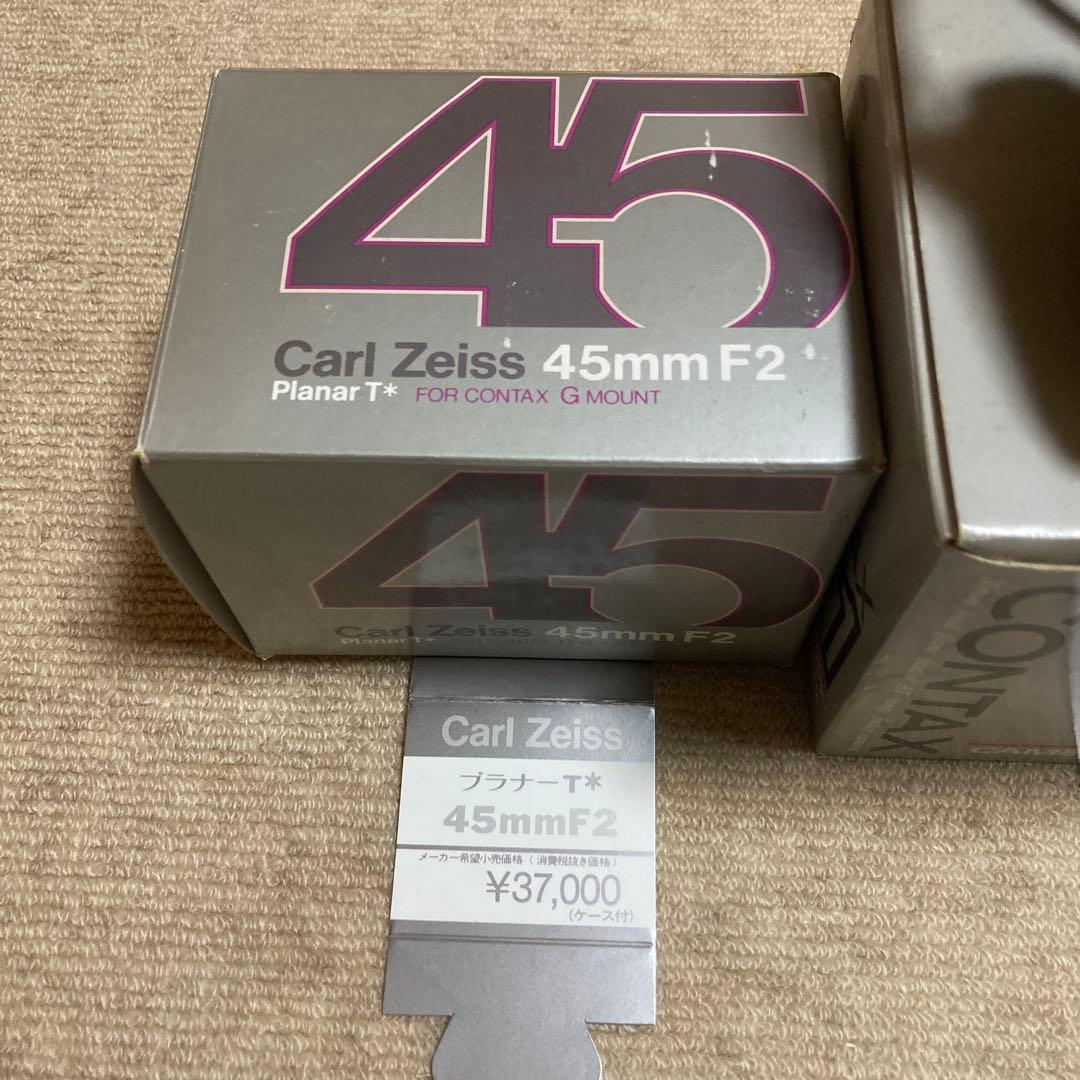 45
Carl Zeiss 45mm F2
Planar T* FOR CONTAX G MOUNT
45
Carl Zeiss 45mm F2
Planar T*
CONTAX
Carl Zeiss
プラナーT*
45mmF2
メーカー希望小売価格(消費税抜き価格)
¥37,000
(ケース付)